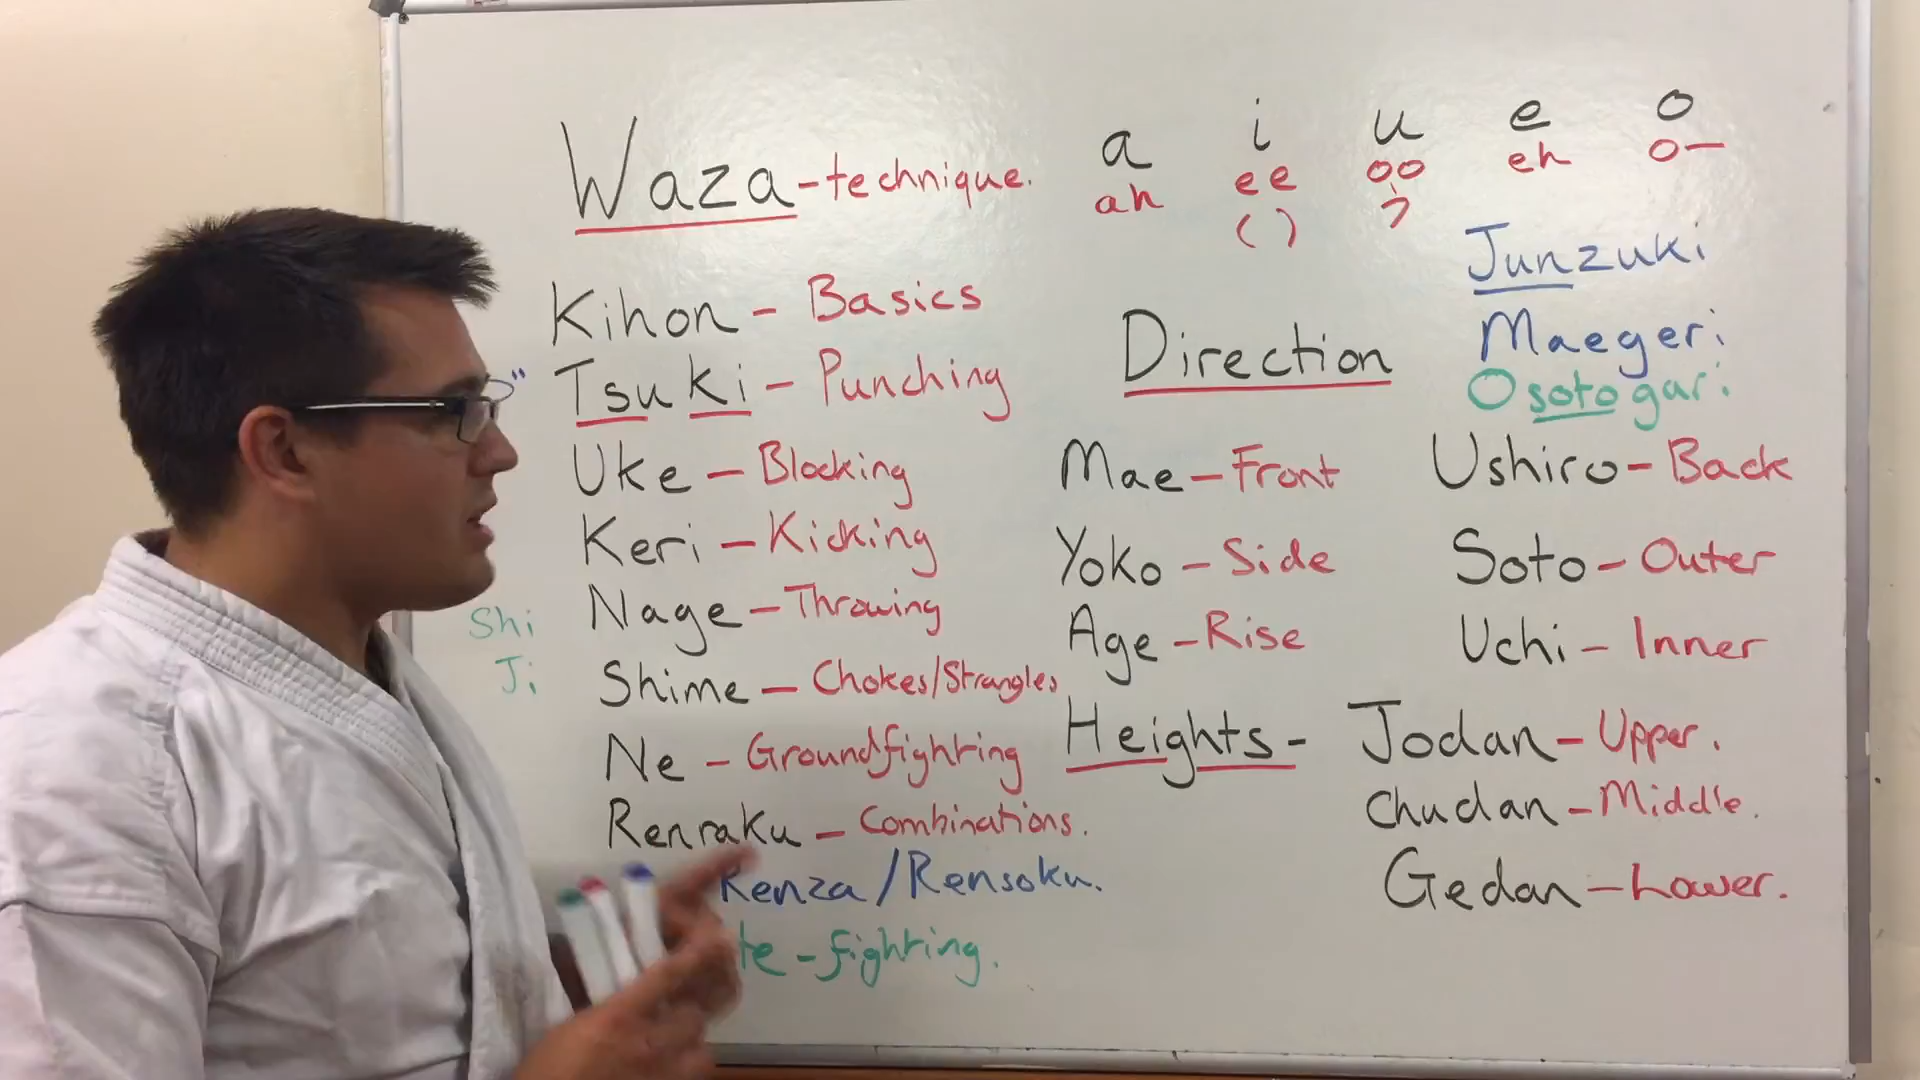 Waza - technique.
a i u e o
ah ee oo eh o—
( )
Junzuki
Maegeri
Osotogari
Kihon - Basics
Tsuki - Punching
Uke - Blocking
Keri - Kicking
Nage - Throwing
Shi
Ji
Shime - Chokes/Strangles
Ne - Groundfighting
Renraku - Combinations.
Renza / Rensoku.
te - fighting.
Direction
Mae - Front
Ushiro - Back
Yoko - Side
Soto - Outer
Age - Rise
Uchi - Inner
Heights - Jodan - Upper.
Chudan - Middle.
Gedan - Lower.